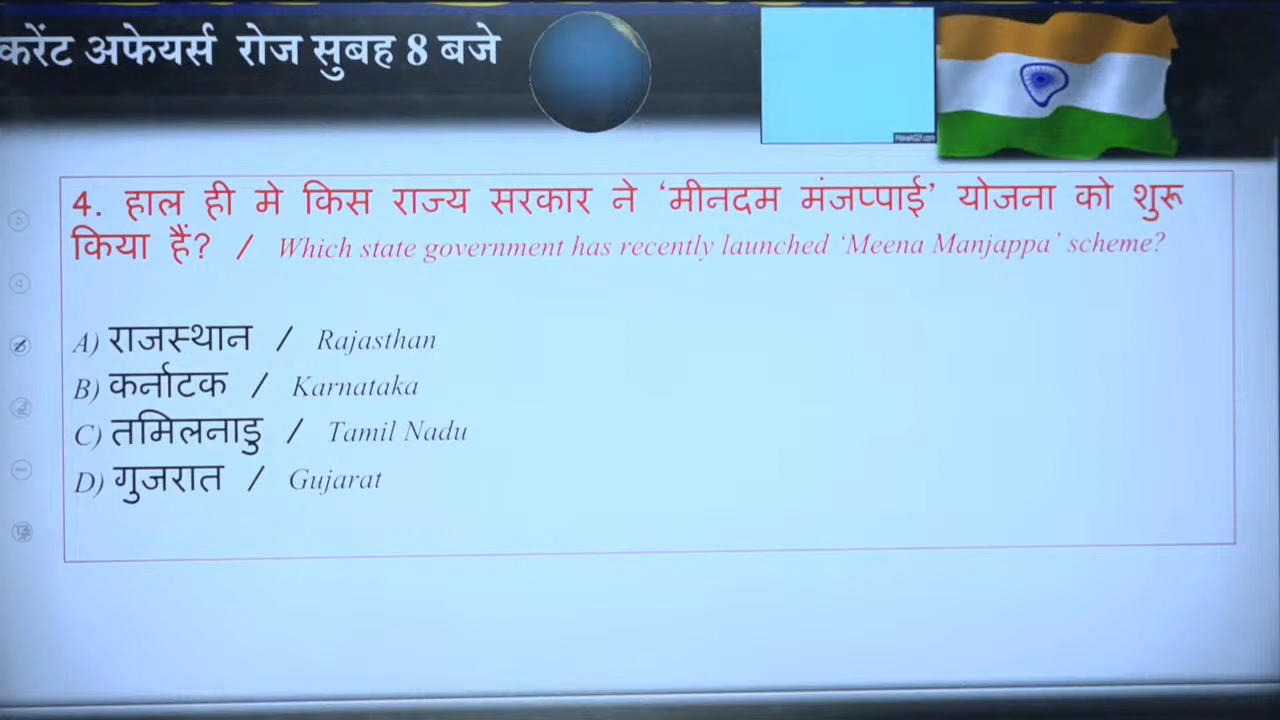 करेंट अफेयर्स रोज सुबह 8 बजे
4. हाल ही मे किस राज्य सरकार ने ‘मीनदम मंजप्पाई’ योजना को शुरू
किया हैं? / Which state government has recently launched ‘Meena Manjappa’ scheme?
A) राजस्थान / Rajasthan
B) कर्नाटक / Karnataka
C) तमिलनाडु / Tamil Nadu
D) गुजरात / Gujarat